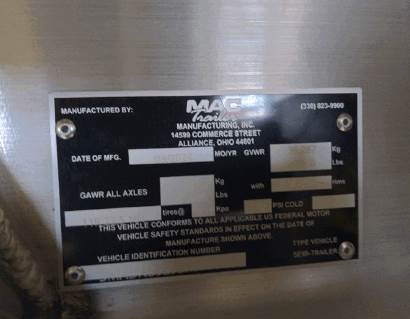 MANUFACTURED BY:
MAC
Trailer
(330) 823-9900
MANUFACTURING, INC.
14599 COMMERCE STREET
ALLIANCE, OHIO 44601
DATE OF MFG. MO/YR GVWR Kg
Lbs
GAWR ALL AXLES Kg
Lbs with rims
tires@ Kpa PSI COLD
THIS VEHICLE CONFORMS TO ALL APPLICABLE US FEDERAL MOTOR
VEHICLE SAFETY STANDARDS IN EFFECT ON THE DATE OF
MANUFACTURE SHOWN ABOVE.
VEHICLE IDENTIFICATION NUMBER
TYPE VEHICLE
SEMI-TRAILER